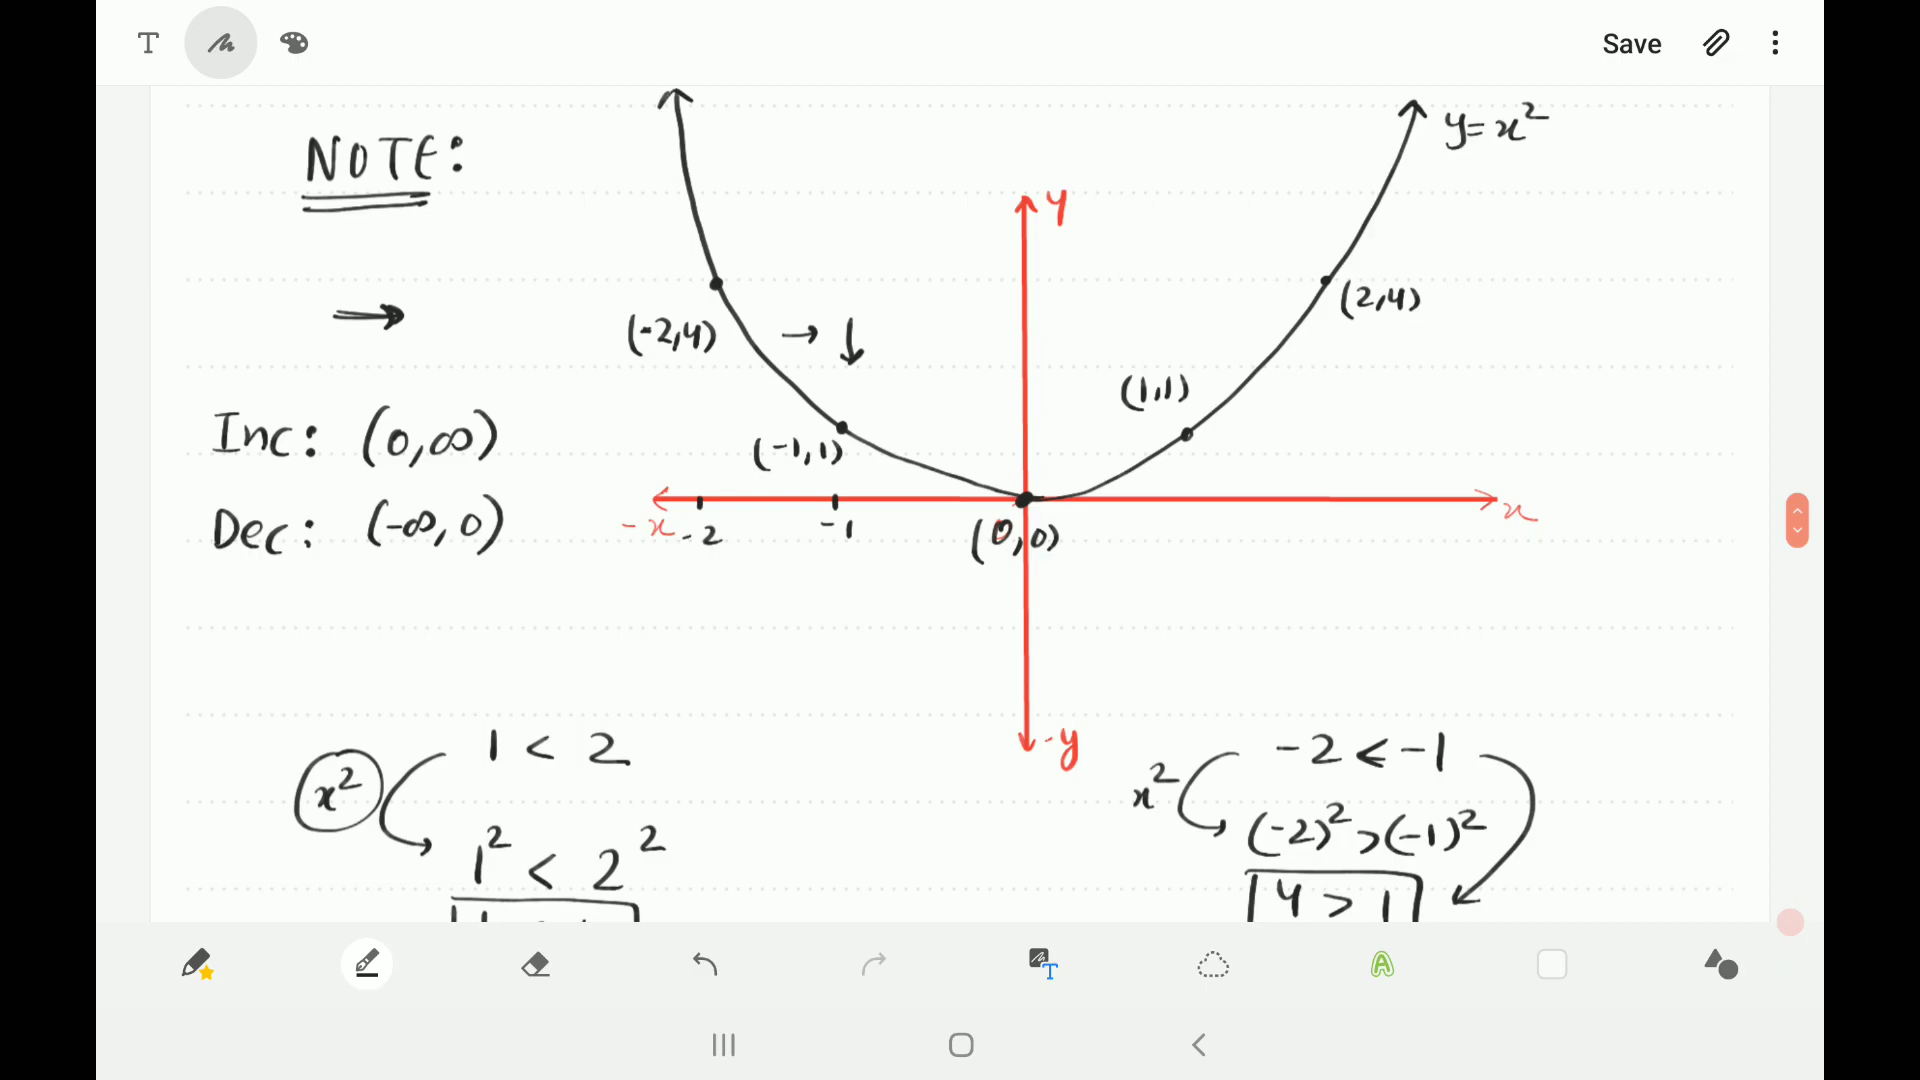 T
Save
NOTE:
y=x²
y
(2,4)
(-2,4) → ↓
→
(1,1)
Inc: (0,∞)
(-1,1)
Dec: (-∞,0)
-x -2 -1 (0,0) x
-y
1 < 2
-2 < -1
x²
x²
1² < 2²
(-2)² > (-1)²
4 > 1
T
A